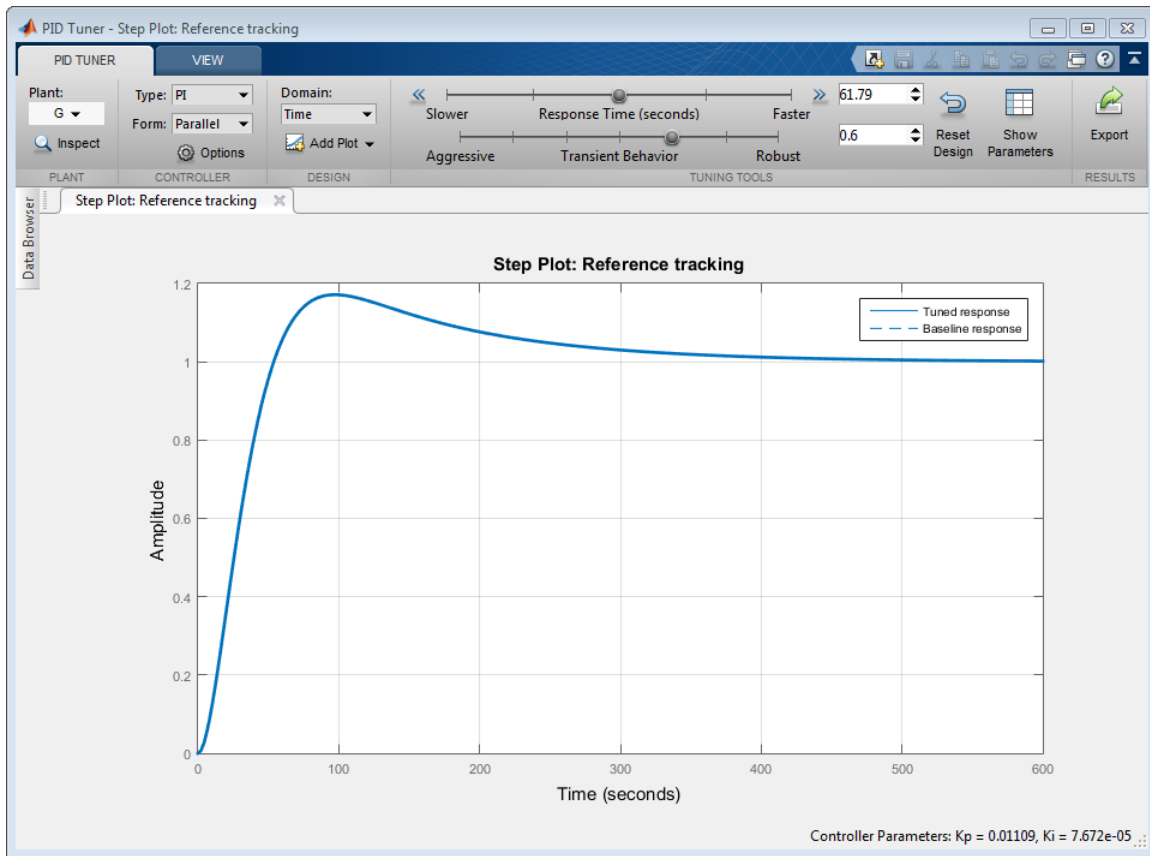 PID Tuner - Step Plot: Reference tracking
PID TUNER
VIEW
Plant:
G
Inspect
PLANT
Type: PI
Form: Parallel
Options
CONTROLLER
Domain:
Time
Add Plot
DESIGN
Slower Response Time (seconds) Faster
61.79
Aggressive Transient Behavior Robust
0.6
Reset
Design
Show
Parameters
TUNING TOOLS
Export
RESULTS
Data Browser
Step Plot: Reference tracking
Step Plot: Reference tracking
Tuned response
Baseline response
Amplitude
1.2
1
0.8
0.6
0.4
0.2
0
0 100 200 300 400 500 600
Time (seconds)
Controller Parameters: Kp = 0.01109, Ki = 7.672e-05